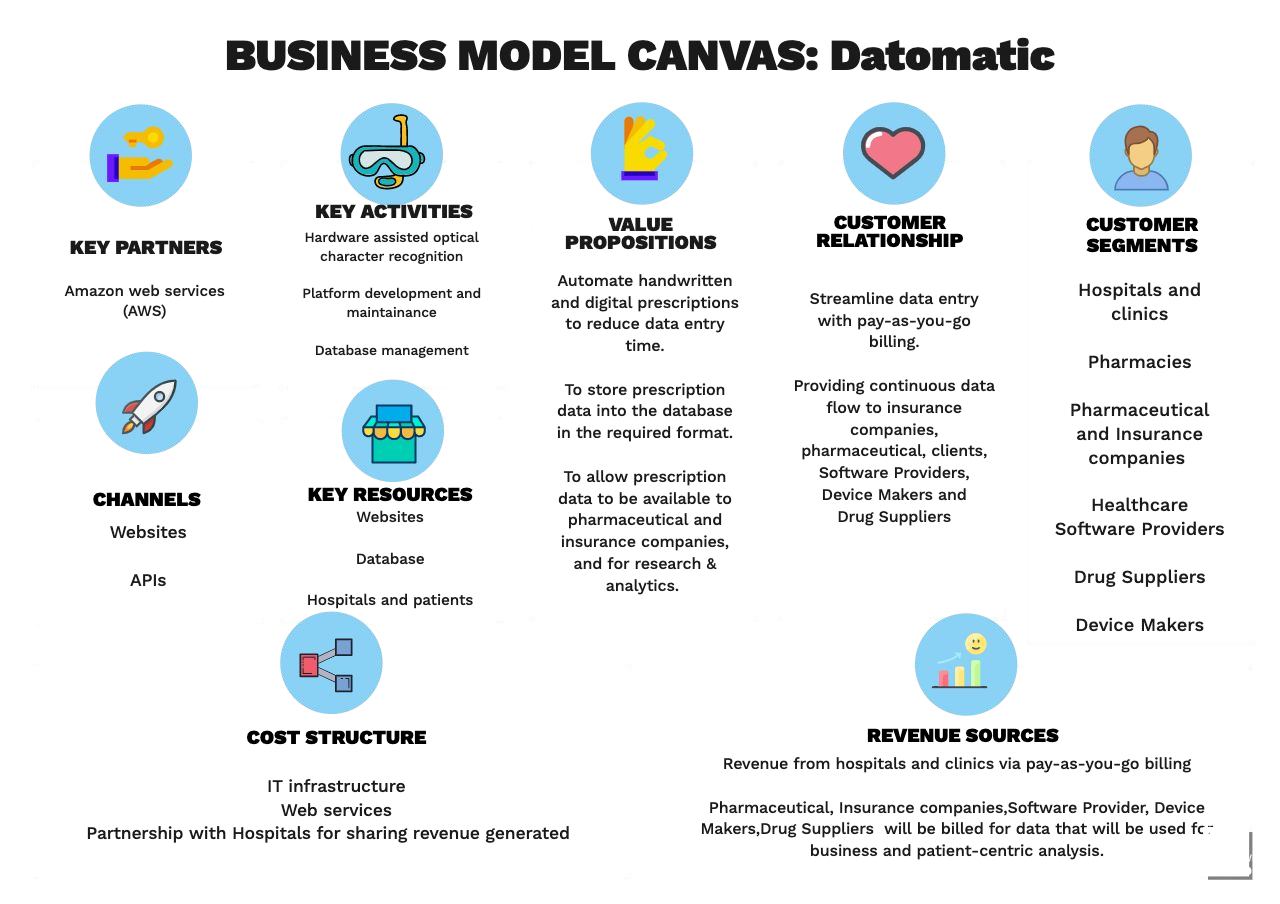 BUSINESS MODEL CANVAS: Datomatic
KEY PARTNERS
Amazon web services
(AWS)
KEY ACTIVITIES
Hardware assisted optical
character recognition
Platform development and
maintainance
Database management
VALUE
PROPOSITIONS
Automate handwritten
and digital prescriptions
to reduce data entry
time.
To store prescription
data into the database
in the required format.
To allow prescription
data to be available to
pharmaceutical and
insurance companies,
and for research &
analytics.
CUSTOMER
RELATIONSHIP
Streamline data entry
with pay-as-you-go
billing.
Providing continuous data
flow to insurance
companies,
pharmaceutical, clients,
Software Providers,
Device Makers and
Drug Suppliers
CUSTOMER
SEGMENTS
Hospitals and
clinics
Pharmacies
Pharmaceutical
and Insurance
companies
Healthcare
Software Providers
Drug Suppliers
Device Makers
CHANNELS
Websites
APIs
KEY RESOURCES
Websites
Database
Hospitals and patients
COST STRUCTURE
IT infrastructure
Web services
Partnership with Hospitals for sharing revenue generated
REVENUE SOURCES
Revenue from hospitals and clinics via pay-as-you-go billing
Pharmaceutical, Insurance companies,Software Provider, Device
Makers,Drug Suppliers will be billed for data that will be used for
business and patient-centric analysis.